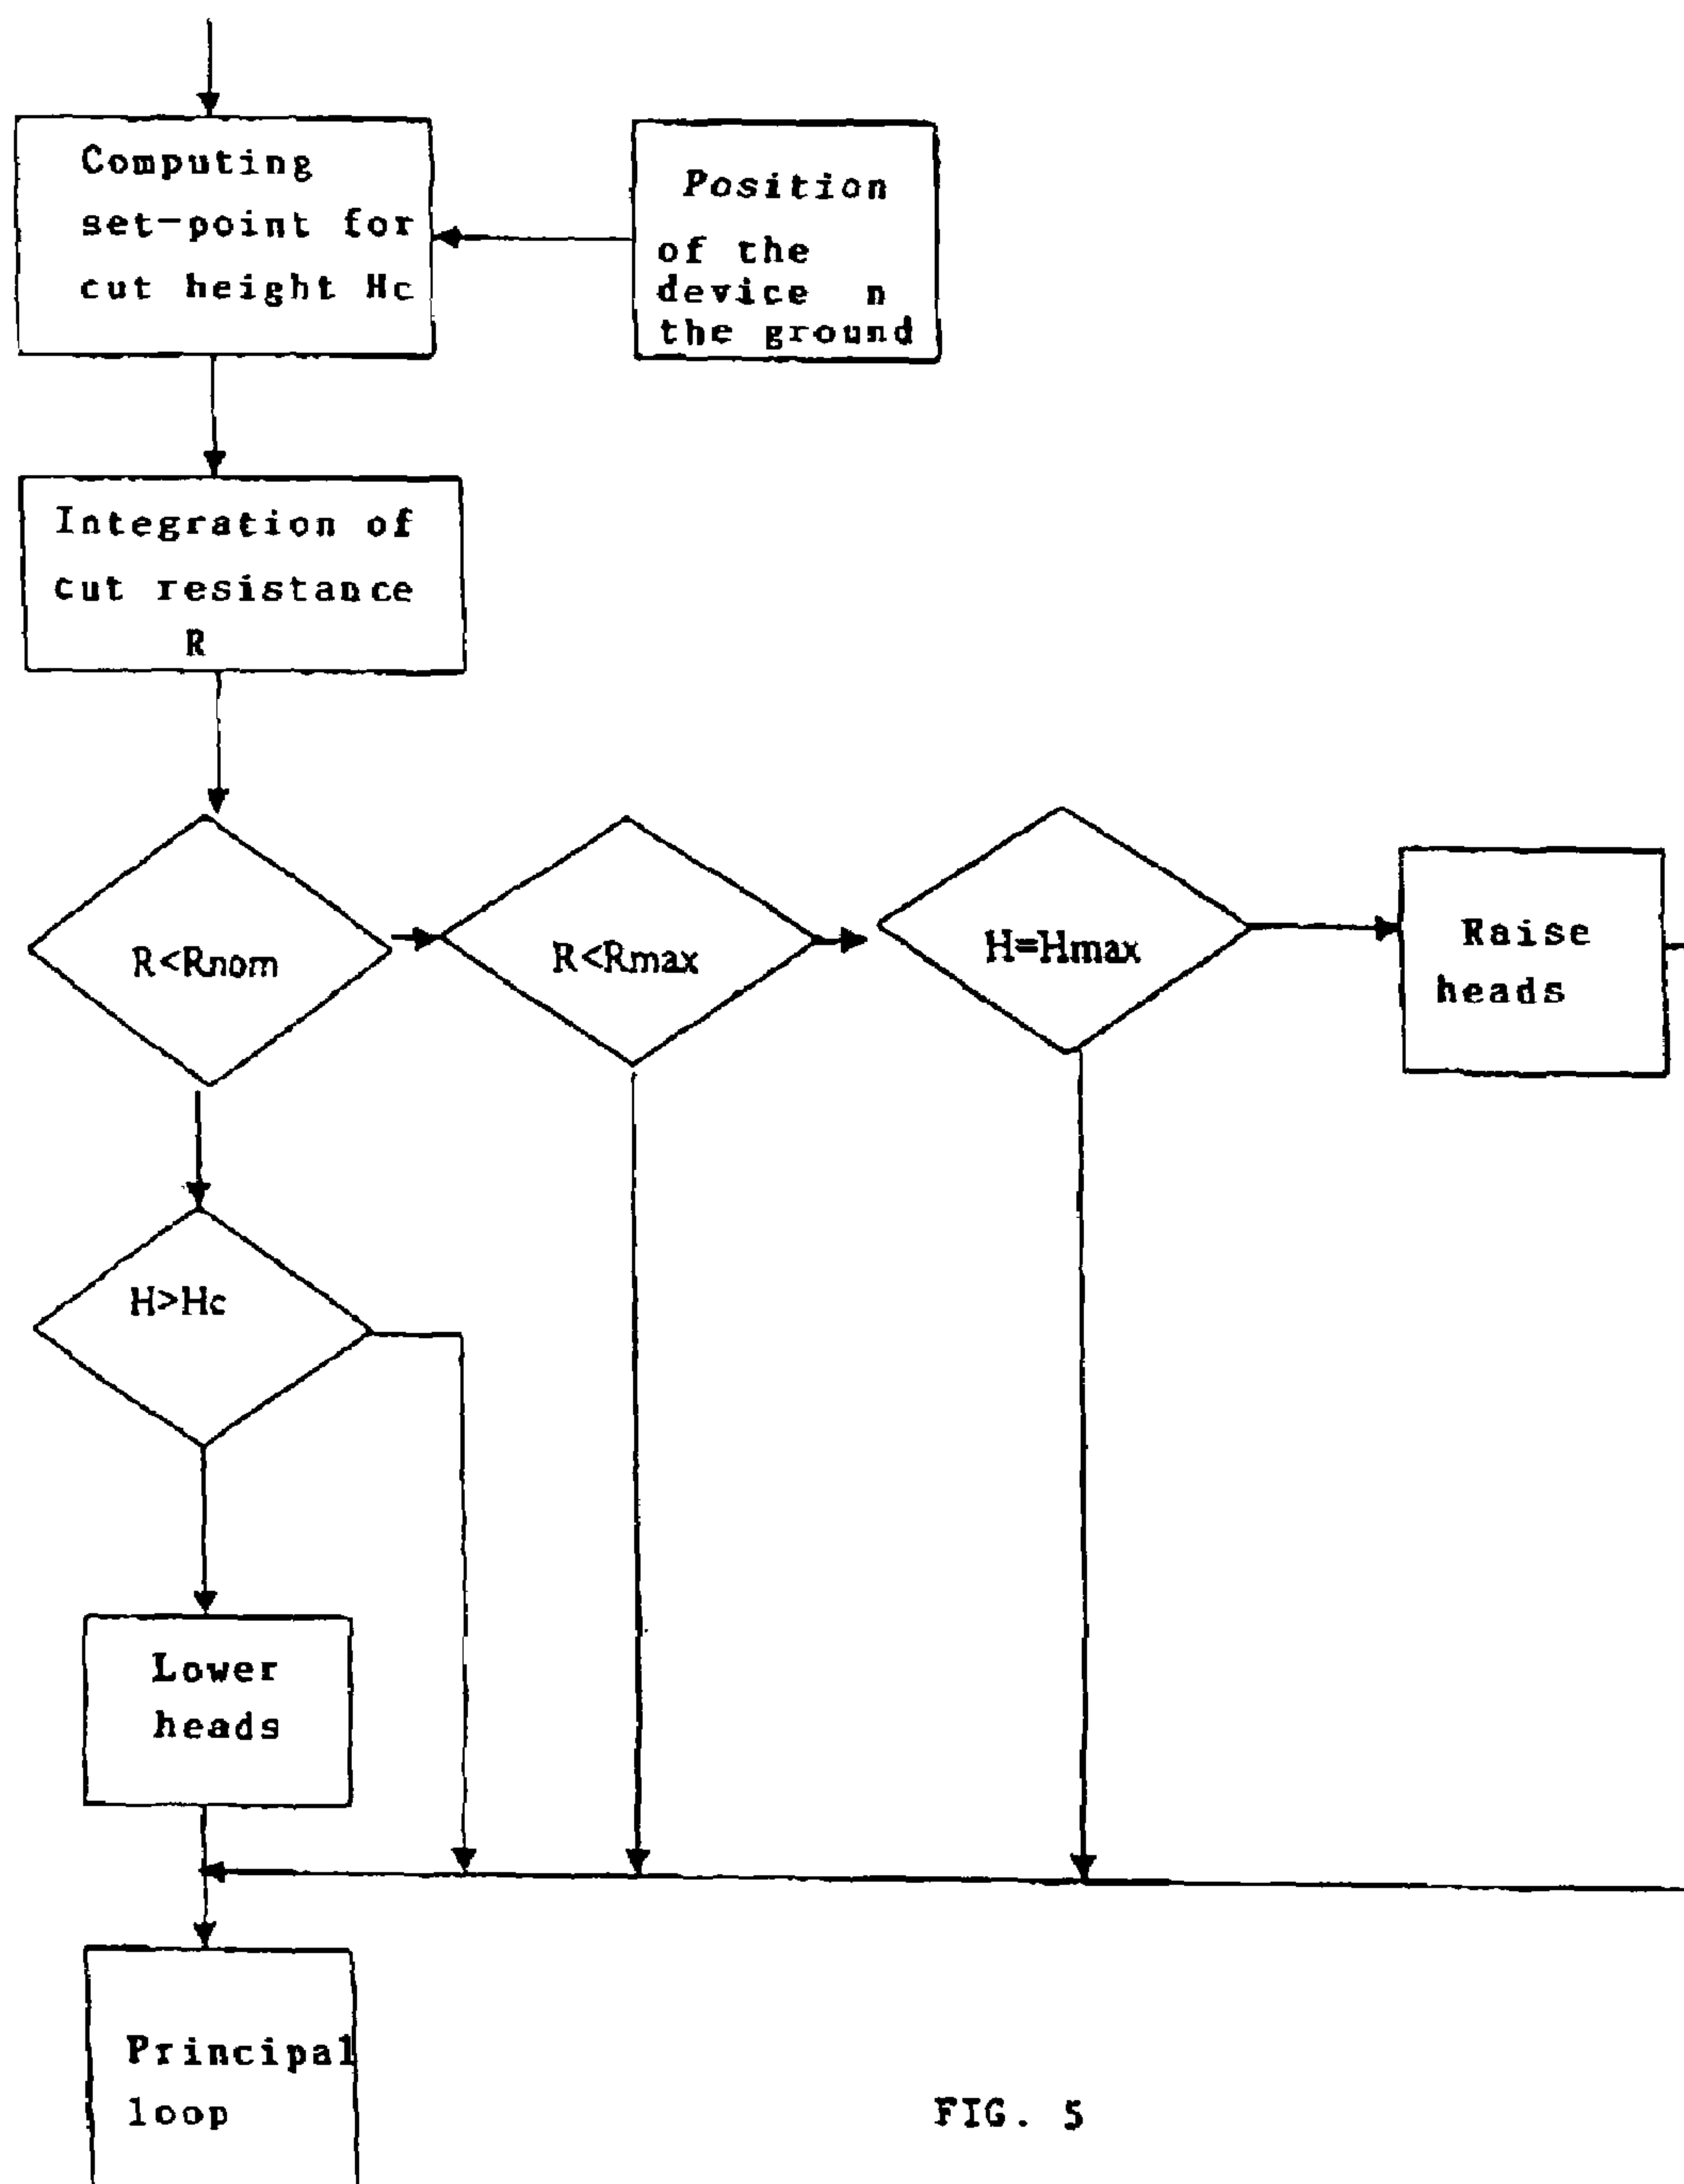 Computing
set-point for
cut height Hc
Position
of the
device n
the ground
Integration of
cut resistance
R
R<Rnom
R<Rmax
H=Hmax
Raise
heads
H>Hc
Lower
heads
Principal
loop
FIG. 5